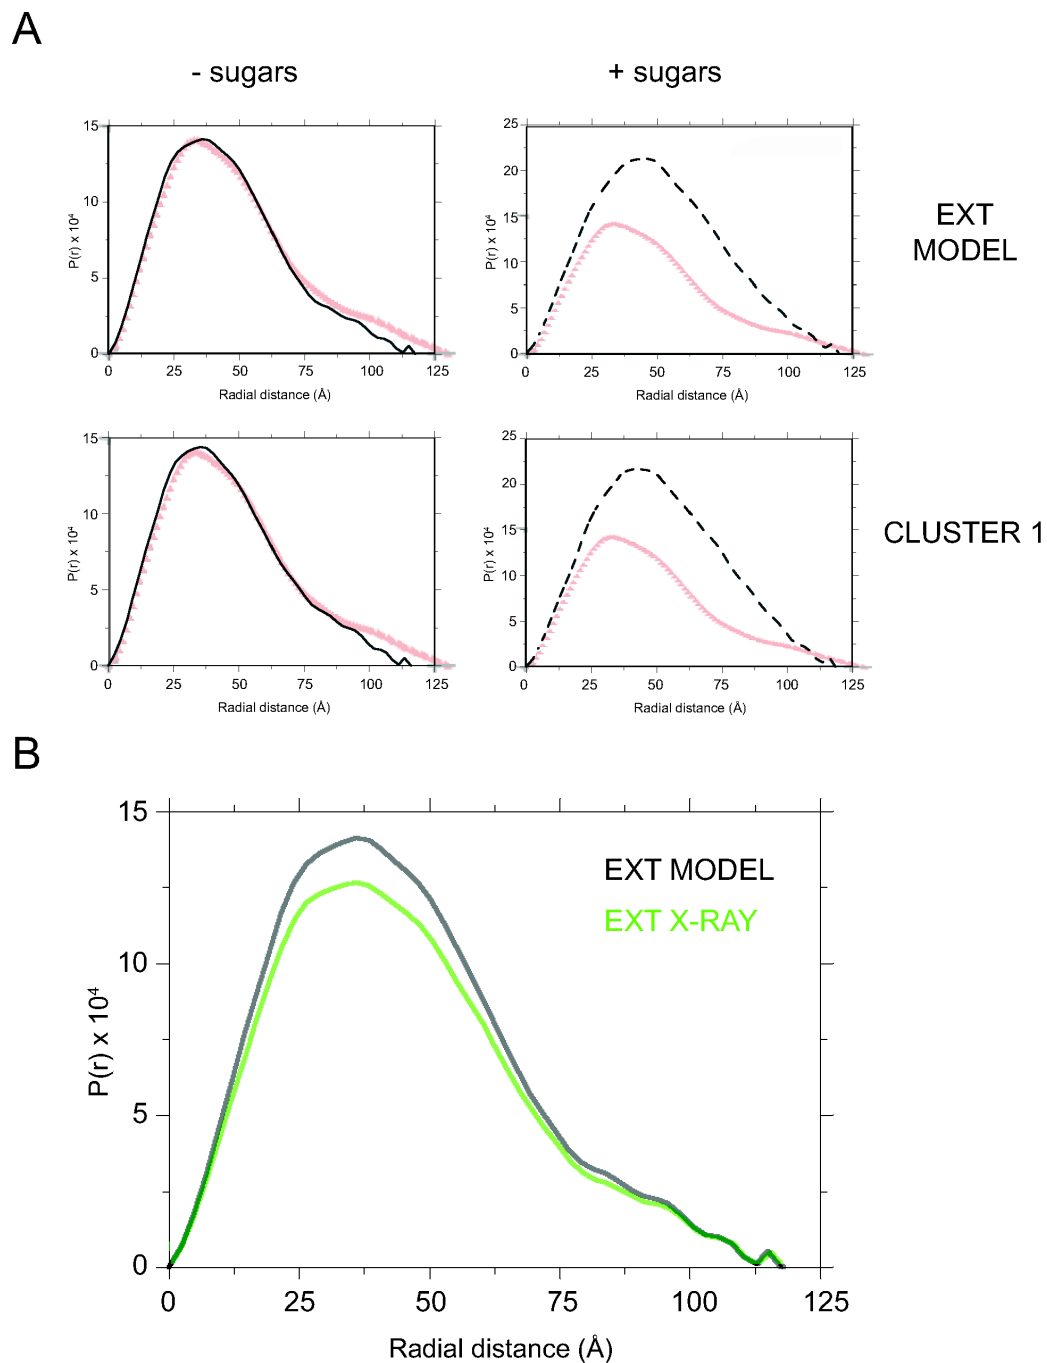 A
- sugars
+ sugars
15
10
5
0
P(r) x 10⁴
0 25 50 75 100 125
Radial distance (Å)
25
20
15
10
5
0
P(r) x 10⁴
0 25 50 75 100 125
Radial distance (Å)
EXT
MODEL
15
10
5
0
P(r) x 10⁴
0 25 50 75 100 125
Radial distance (Å)
25
20
15
10
5
0
P(r) x 10⁴
0 25 50 75 100 125
Radial distance (Å)
CLUSTER 1
B
15
10
5
0
P(r) x 10⁴
EXT MODEL
EXT X-RAY
0 25 50 75 100 125
Radial distance (Å)